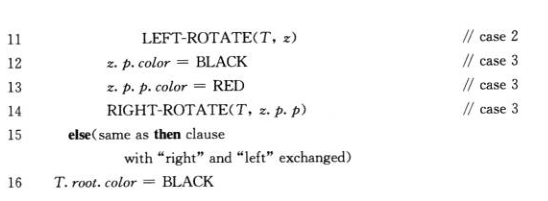 11 LEFT-ROTATE(T, z) // case 2
12 z. p. color = BLACK // case 3
13 z. p. p. color = RED // case 3
14 RIGHT-ROTATE(T, z. p. p) // case 3
15 else(same as then clause
with “right” and “left” exchanged)
16 T. root. color = BLACK